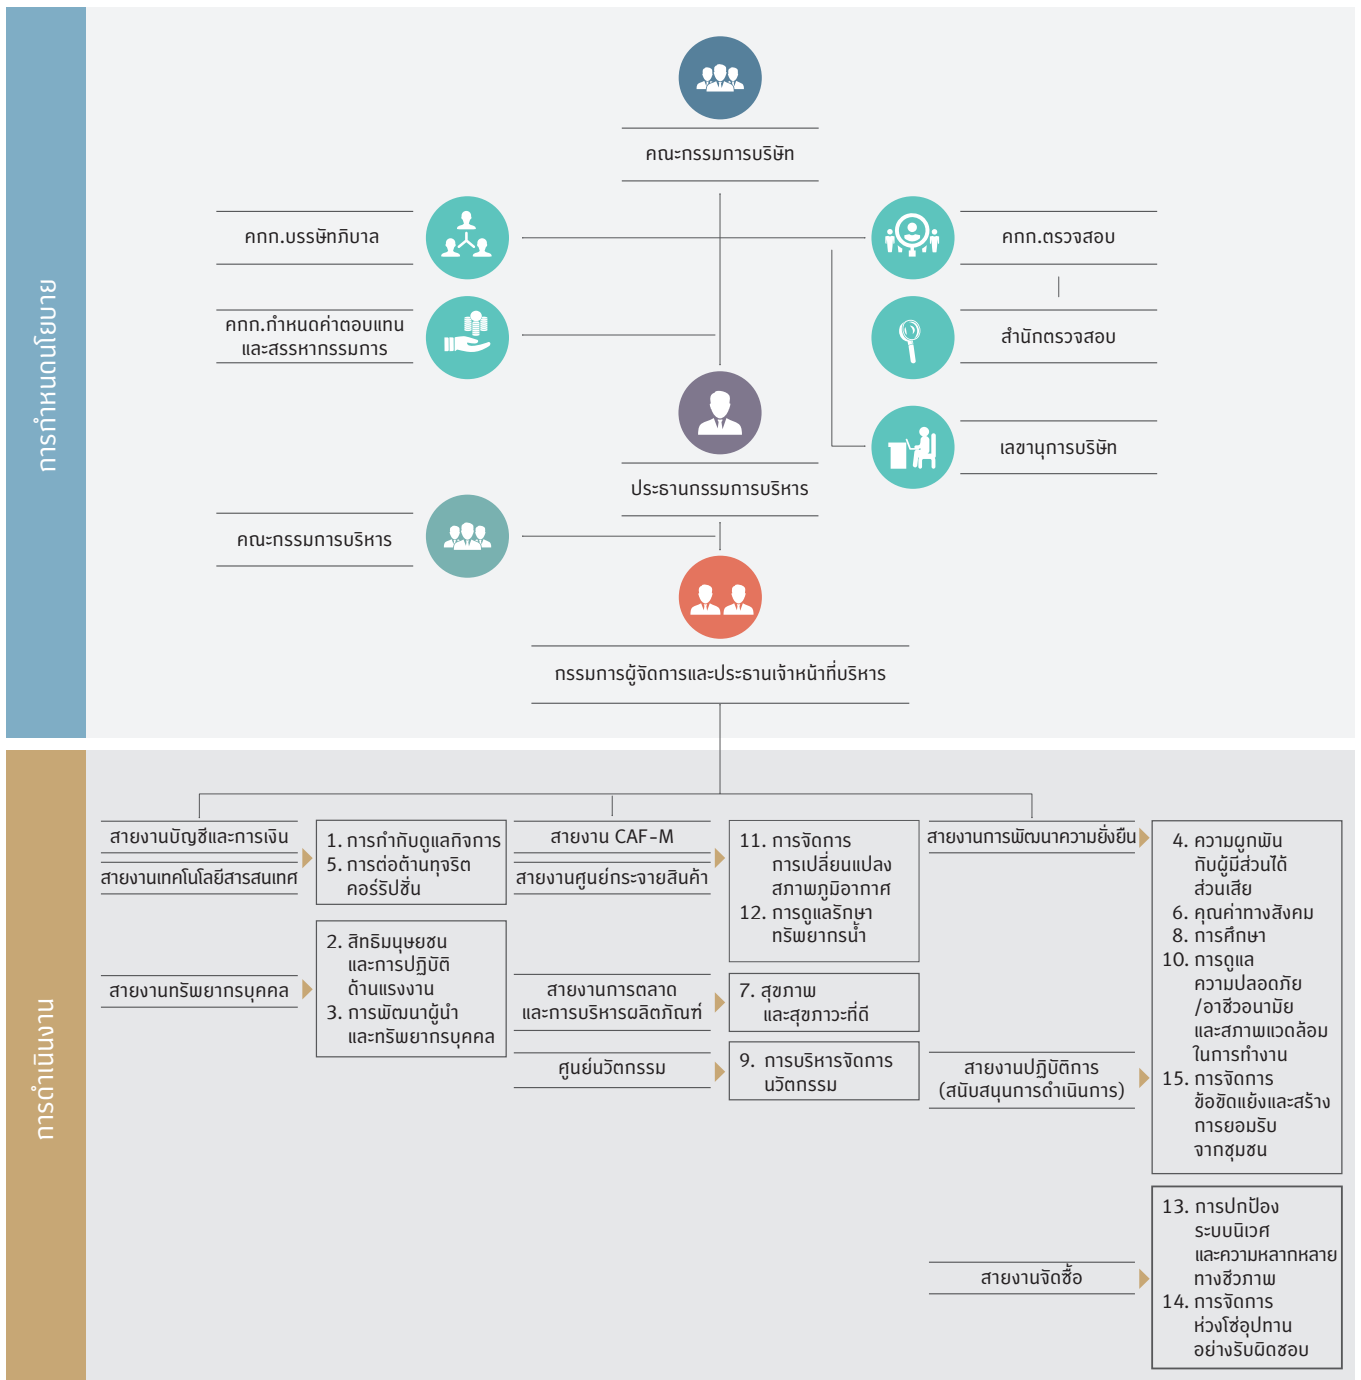 การกำหนดนโยบาย
คณะกรรมการบริษัท
คกก.บรรษัทภิบาล
คกก.ตรวจสอบ
คกก.กำหนดค่าตอบแทน
และสรรหากรรมการ
สำนักตรวจสอบ
เลขานุการบริษัท
ประธานกรรมการบริหาร
คณะกรรมการบริหาร
กรรมการผู้จัดการและประธานเจ้าหน้าที่บริหาร
การดำเนินงาน
สายงานบัญชีและการเงิน
สายงานเทคโนโลยีสารสนเทศ
1. การกำกับดูแลกิจการ
5. การต่อต้านทุจริต
คอร์รัปชั่น
สายงานทรัพยากรบุคคล
2. สิทธิมนุษยชน
และการปฏิบัติ
ด้านแรงงาน
3. การพัฒนาผู้นำ
และทรัพยากรบุคคล
สายงาน CAF-M
สายงานศูนย์กระจายสินค้า
11. การจัดการ
การเปลี่ยนแปลง
สภาพภูมิอากาศ
12. การดูแลรักษา
ทรัพยากรน้ำ
สายงานการตลาด
และการบริหารผลิตภัณฑ์
7. สุขภาพ
และสุขภาวะที่ดี
ศูนย์นวัตกรรม
9. การบริหารจัดการ
นวัตกรรม
สายงานการพัฒนาความยั่งยืน
สายงานปฏิบัติการ
(สนับสนุนการดำเนินการ)
4. ความผูกพัน
กับผู้มีส่วนได้
ส่วนเสีย
6. คุณค่าทางสังคม
8. การศึกษา
10. การดูแล
ความปลอดภัย
/อาชีวอนามัย
และสภาพแวดล้อม
ในการทำงาน
15. การจัดการ
ข้อขัดแย้งและสร้าง
การยอมรับ
จากชุมชน
สายงานจัดซื้อ
13. การปกป้อง
ระบบนิเวศ
และความหลากหลาย
ทางชีวภาพ
14. การจัดการ
ห่วงโซ่อุปทาน
อย่างรับผิดชอบ